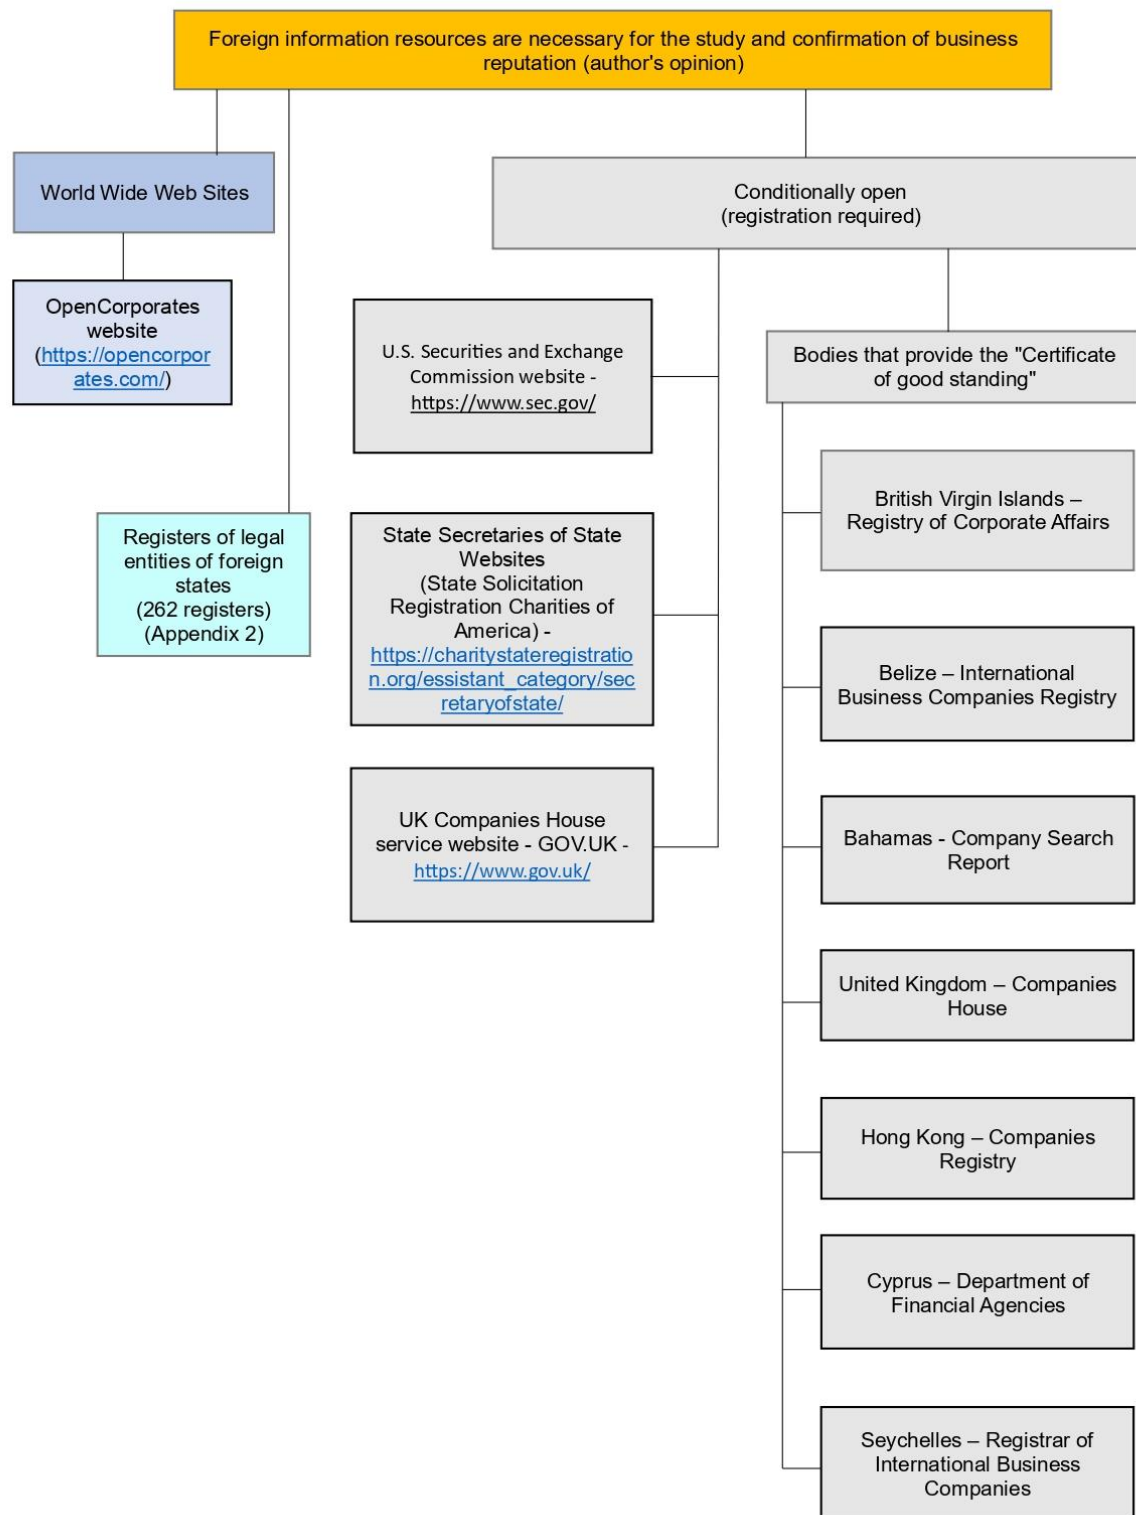 Foreign information resources are necessary for the study and confirmation of business
reputation (author's opinion)
World Wide Web Sites
OpenCorporates
website
(https://opencorpor
ates.com/)
Registers of legal
entities of foreign
states
(262 registers)
(Appendix 2)
Conditionally open
(registration required)
U.S. Securities and Exchange
Commission website -
https://www.sec.gov/
State Secretaries of State
Websites
(State Solicitation
Registration Charities of
America) -
https://charitystateregistratio
n.org/essistant_category/sec
retaryofstate/
UK Companies House
service website - GOV.UK -
https://www.gov.uk/
Bodies that provide the "Certificate
of good standing"
British Virgin Islands –
Registry of Corporate Affairs
Belize – International
Business Companies Registry
Bahamas - Company Search
Report
United Kingdom – Companies
House
Hong Kong – Companies
Registry
Cyprus – Department of
Financial Agencies
Seychelles – Registrar of
International Business
Companies